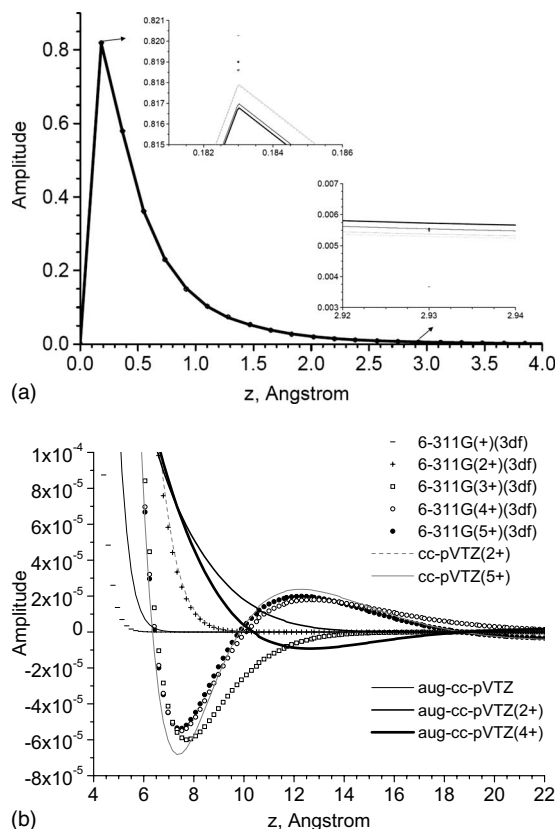 (a)
Amplitude
0.8
0.6
0.4
0.2
0.0
0.0 0.5 1.0 1.5 2.0 2.5 3.0 3.5 4.0
z, Angstrom
0.821
0.820
0.819
0.818
0.817
0.816
0.815
0.182 0.184 0.186
0.007
0.006
0.005
0.004
0.003
2.92 2.93 2.94
(b)
Amplitude
1x10⁻⁴
8x10⁻⁵
6x10⁻⁵
4x10⁻⁵
2x10⁻⁵
0
-2x10⁻⁵
-4x10⁻⁵
-6x10⁻⁵
-8x10⁻⁵
4 6 8 10 12 14 16 18 20 22
z, Angstrom
6-311G(+)(3df)
6-311G(2+)(3df)
6-311G(3+)(3df)
6-311G(4+)(3df)
6-311G(5+)(3df)
cc-pVTZ(2+)
cc-pVTZ(5+)
aug-cc-pVTZ
aug-cc-pVTZ(2+)
aug-cc-pVTZ(4+)